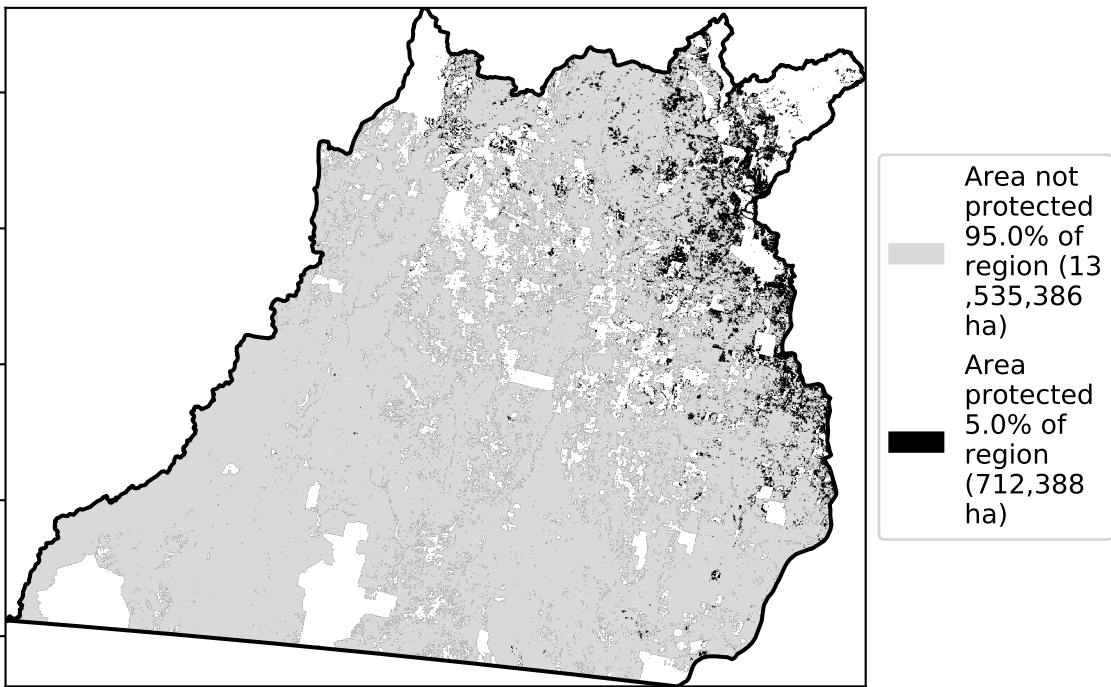 Area not
protected
95.0% of
region (13
,535,386
ha)
Area
protected
5.0% of
region
(712,388
ha)